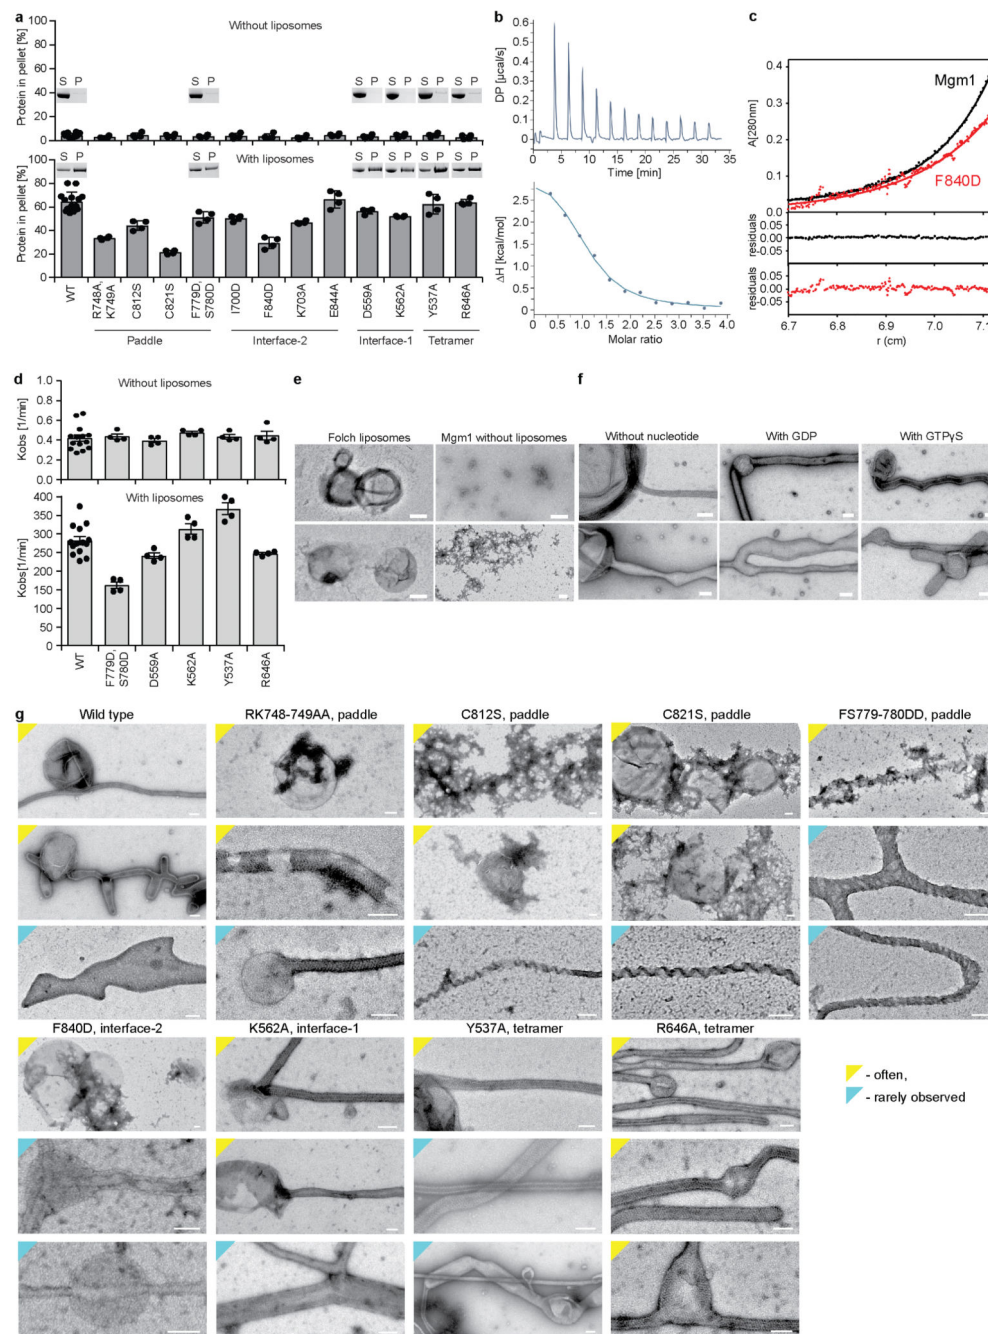 a
Without liposomes
Protein in pellet [%]
100
80
60
40
20
0
S P
S P
S P
S P
S P
S P
With liposomes
Protein in pellet [%]
100
80
60
40
20
0
S P
S P
S P
S P
S P
S P
WT
R748A,
K749A
C812S
C821S
F779D,
S780D
I700D
F840D
K703A
E844A
D559A
K562A
Y537A
R646A
Paddle
Interface-2
Interface-1
Tetramer
b
DP [µcal/s]
0.6
0.5
0.4
0.3
0.2
0.1
0
0 5 10 15 20 25 30 35
Time [min]
ΔH [kcal/mol]
2.5
2.0
1.5
1.0
0.5
0
0 0.5 1.0 1.5 2.0 2.5 3.0 3.5 4.0
Molar ratio
c
A[280nm]
0.4
0.2
0.0
Mgm1
F840D
residuals
0.05
0.00
-0.05
residuals
0.05
0.00
-0.05
6.7 6.8 6.9 7.0 7.1
r (cm)
d
Without liposomes
Kobs [1/min]
1.0
0.8
0.6
0.4
0.2
0.0
With liposomes
Kobs[1/min]
400
350
300
250
200
150
100
50
0
WT
F779D,
S780D
D559A
K562A
Y537A
R646A
e
Folch liposomes
Mgm1 without liposomes
f
Without nucleotide
With GDP
With GTPγS
g
Wild type
RK748-749AA, paddle
C812S, paddle
C821S, paddle
FS779-780DD, paddle
F840D, interface-2
K562A, interface-1
Y537A, tetramer
R646A, tetramer
- often,
- rarely observed